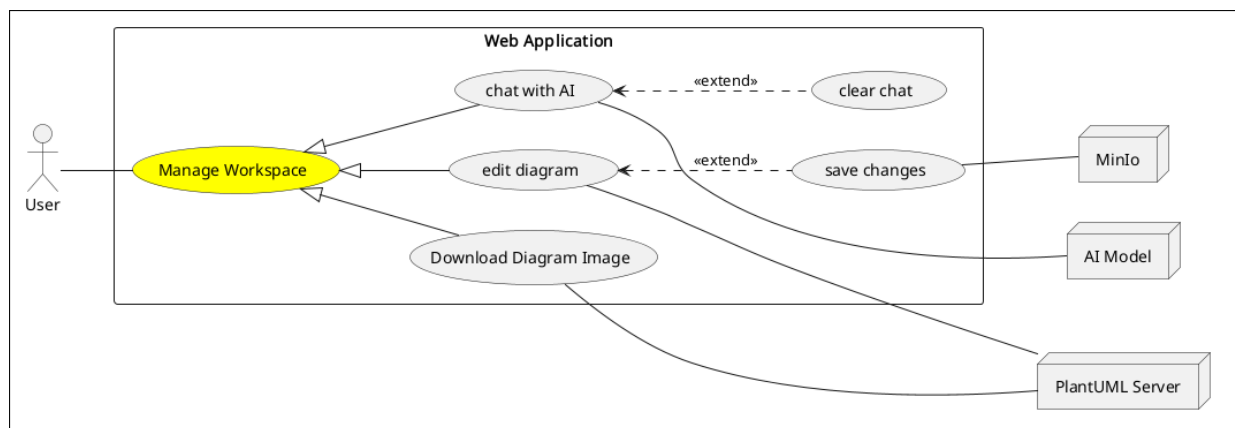 Web Application
chat with AI
«extend»
clear chat
User
Manage Workspace
edit diagram
«extend»
save changes
MinIo
Download Diagram Image
AI Model
PlantUML Server